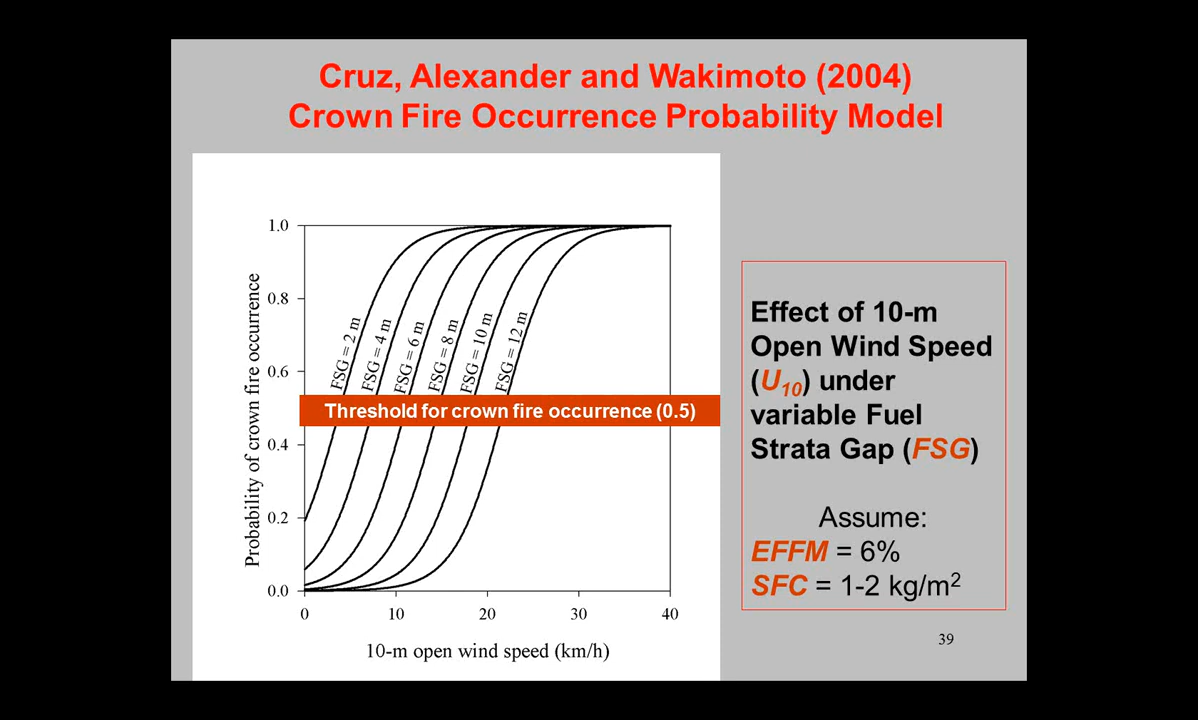 Cruz, Alexander and Wakimoto (2004)
Crown Fire Occurrence Probability Model
Probability of crown fire occurrence
1.0
0.8
0.6
0.4
0.2
0.0
FSG = 2 m
FSG = 4 m
FSG = 6 m
FSG = 8 m
FSG = 10 m
FSG = 12 m
Threshold for crown fire occurrence (0.5)
0 10 20 30 40
10-m open wind speed (km/h)
Effect of 10-m
Open Wind Speed
(U10) under
variable Fuel
Strata Gap (FSG)
Assume:
EFFM = 6%
SFC = 1-2 kg/m2
39